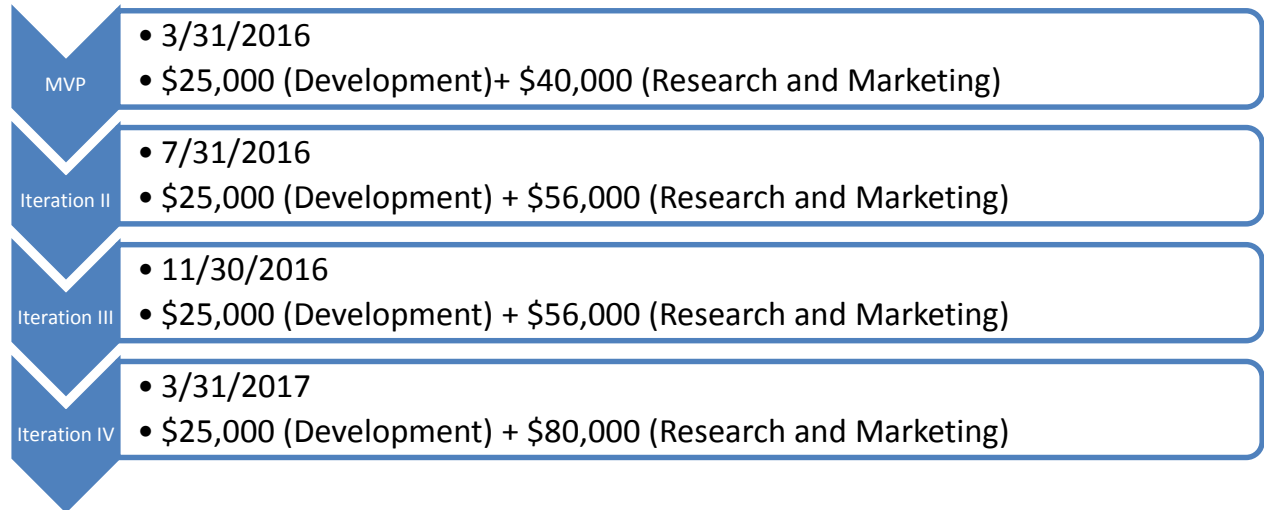 MVP
• 3/31/2016
• $25,000 (Development)+ $40,000 (Research and Marketing)
Iteration II
• 7/31/2016
• $25,000 (Development) + $56,000 (Research and Marketing)
Iteration III
• 11/30/2016
• $25,000 (Development) + $56,000 (Research and Marketing)
Iteration IV
• 3/31/2017
• $25,000 (Development) + $80,000 (Research and Marketing)